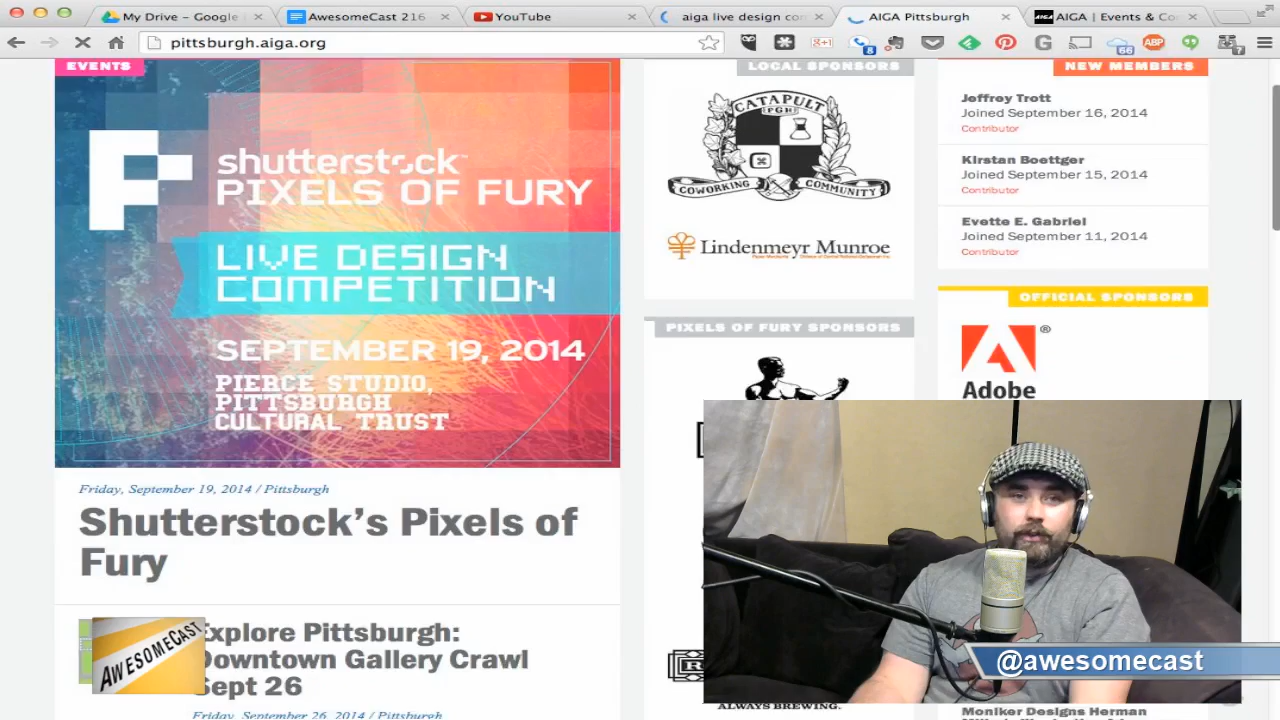 My Drive - Google
AwesomeCast 216
YouTube
aiga live design con
AIGA Pittsburgh
AIGA | Events & Co
pittsburgh.aiga.org
EVENTS
shutterstock
PIXELS OF FURY
LIVE DESIGN
COMPETITION
SEPTEMBER 19, 2014
PIERCE STUDIO,
PITTSBURGH
CULTURAL TRUST
Friday, September 19, 2014 / Pittsburgh
Shutterstock's Pixels of
Fury
Explore Pittsburgh:
Downtown Gallery Crawl
Sept 26
Friday, September 26, 2014 / Pittsburgh
AWESOMECAST
LOCAL SPONSORS
CATAPULT
PGH
COWORKING COMMUNITY
Lindenmeyr Munroe
PIXELS OF FURY SPONSORS
ALWAYS BREWING.
NEW MEMBERS
Jeffrey Trott
Joined September 16, 2014
Contributor
Kirstan Boettger
Joined September 15, 2014
Contributor
Evette E. Gabriel
Joined September 11, 2014
Contributor
OFFICIAL SPONSORS
Adobe
@awesomecast
Moniker Designs Herman